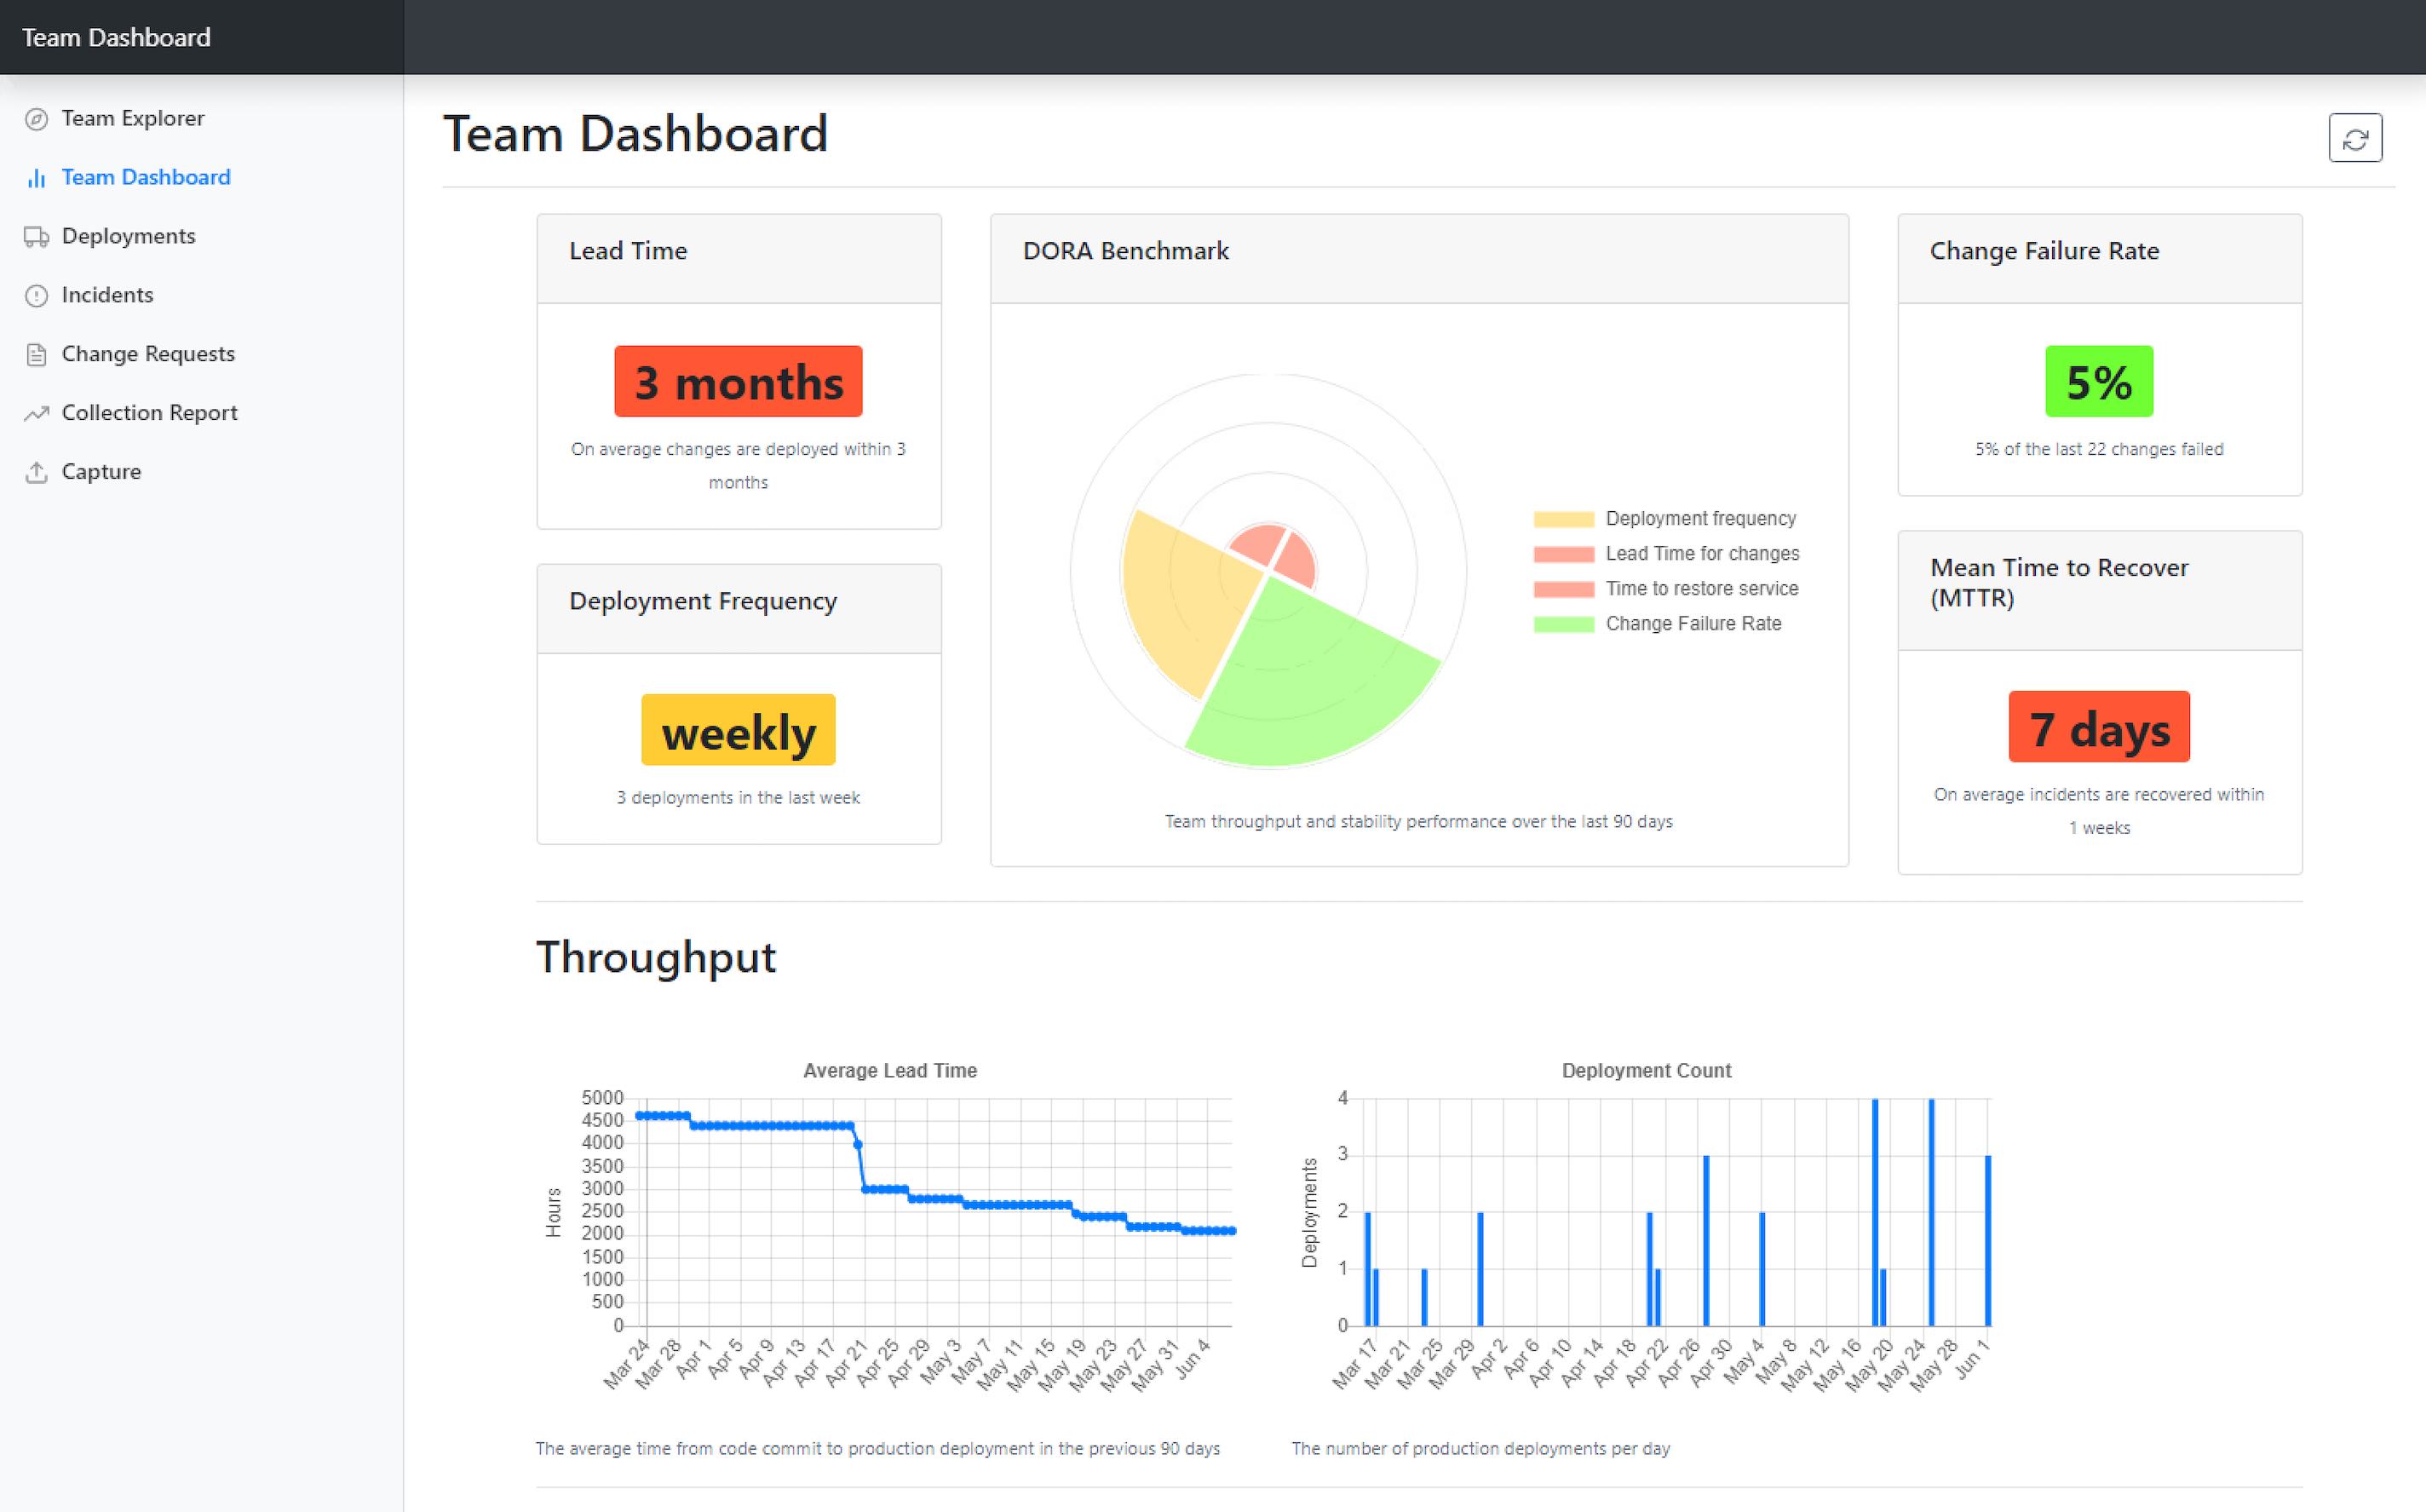 Team Dashboard
Team Explorer
Team Dashboard
Deployments
Incidents
Change Requests
Collection Report
Capture
Team Dashboard
Lead Time
3 months
On average changes are deployed within 3
months
Deployment Frequency
weekly
3 deployments in the last week
DORA Benchmark
Deployment frequency
Lead Time for changes
Time to restore service
Change Failure Rate
Team throughput and stability performance over the last 90 days
Change Failure Rate
5%
5% of the last 22 changes failed
Mean Time to Recover
(MTTR)
7 days
On average incidents are recovered within
1 weeks
Throughput
Average Lead Time
Hours
5000
4500
4000
3500
3000
2500
2000
1500
1000
500
0
Mar 24
Mar 28
Apr 1
Apr 5
Apr 9
Apr 13
Apr 17
Apr 21
Apr 25
Apr 29
May 3
May 7
May 11
May 15
May 19
May 23
May 27
May 31
Jun 4
The average time from code commit to production deployment in the previous 90 days
Deployment Count
Deployments
4
3
2
1
0
Mar 17
Mar 21
Mar 25
Mar 29
Apr 2
Apr 6
Apr 10
Apr 14
Apr 18
Apr 22
Apr 26
Apr 30
May 4
May 8
May 12
May 16
May 20
May 24
May 28
Jun 1
The number of production deployments per day